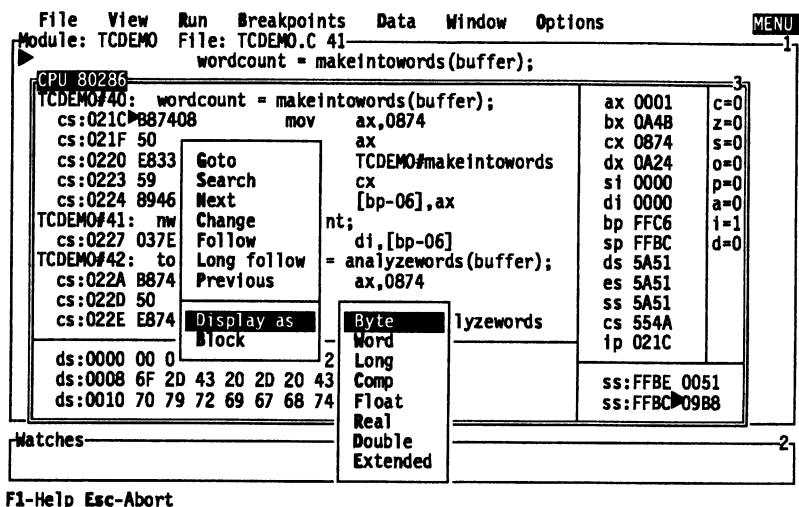 File View Run Breakpoints Data Window Options MENU
Module: TCDEMO File: TCDEMO.C 41 1
wordcount = makeintowords(buffer);
CPU 80286 3
TCDEMO#40: wordcount = makeintowords(buffer); ax 0001 c=0
cs:021C B87408 mov ax,0874 bx 0A4B z=0
cs:021F 50 ax cx 0874 s=0
cs:0220 E833 Goto TCDEMO#makeintowords dx 0A24 o=0
cs:0223 59 Search cx si 0000 p=0
cs:0224 8946 Next [bp-06],ax di 0000 a=0
TCDEMO#41: nw Change nt; bp FFC6 i=1
cs:0227 037E Follow di,[bp-06] sp FFBC d=0
TCDEMO#42: to Long follow = analyzewords(buffer); ds 5A51
cs:022A B874 Previous ax,0874 es 5A51
cs:022D 50 ss 5A51
cs:022E E874 Display as Byte lyzewords cs 554A
Block Word ip 021C
ds:0000 00 0 2 Long
ds:0008 6F 2D 43 20 2D 20 43 Comp ss:FFBE 0051
ds:0010 70 79 72 69 67 68 74 Float ss:FFBC 09B8
Real
Watches Double 2
Extended
F1-Help Esc-Abort